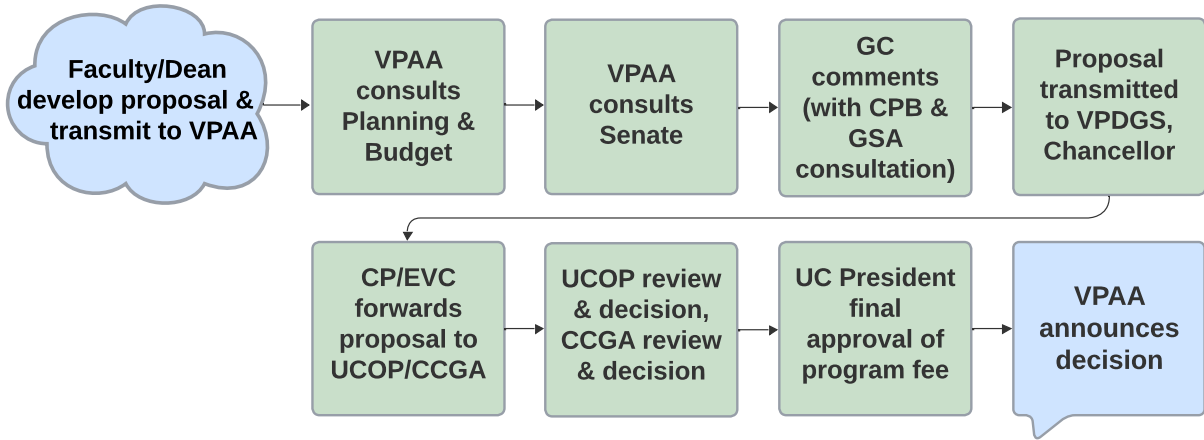 Faculty/Dean
develop proposal &
transmit to VPAA
VPAA
consults
Planning &
Budget
VPAA
consults
Senate
GC
comments
(with CPB &
GSA
consultation)
Proposal
transmitted
to VPDGS,
Chancellor
CP/EVC
forwards
proposal to
UCOP/CCGA
UCOP review
& decision,
CCGA review
& decision
UC President
final
approval of
program fee
VPAA
announces
decision